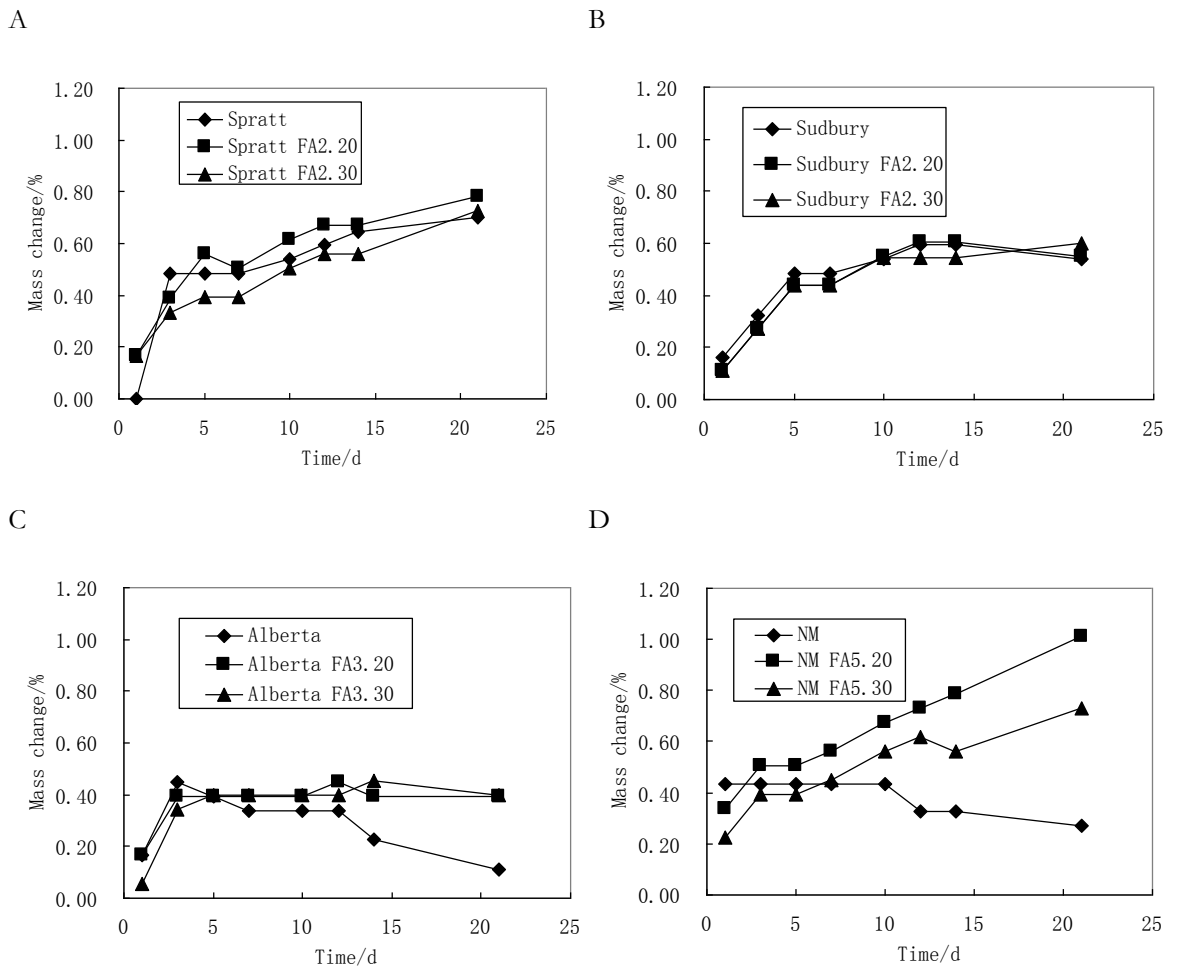 A
1.20
1.00
0.80
0.60
0.40
0.20
0.00
Mass change/%
Spratt
Spratt FA2.20
Spratt FA2.30
0 5 10 15 20 25
Time/d
B
1.20
1.00
0.80
0.60
0.40
0.20
0.00
Mass change/%
Sudbury
Sudbury FA2.20
Sudbury FA2.30
0 5 10 15 20 25
Time/d
C
1.20
1.00
0.80
0.60
0.40
0.20
0.00
Mass change/%
Alberta
Alberta FA3.20
Alberta FA3.30
0 5 10 15 20 25
Time/d
D
1.20
1.00
0.80
0.60
0.40
0.20
0.00
Mass change/%
NM
NM FA5.20
NM FA5.30
0 5 10 15 20 25
Time/d